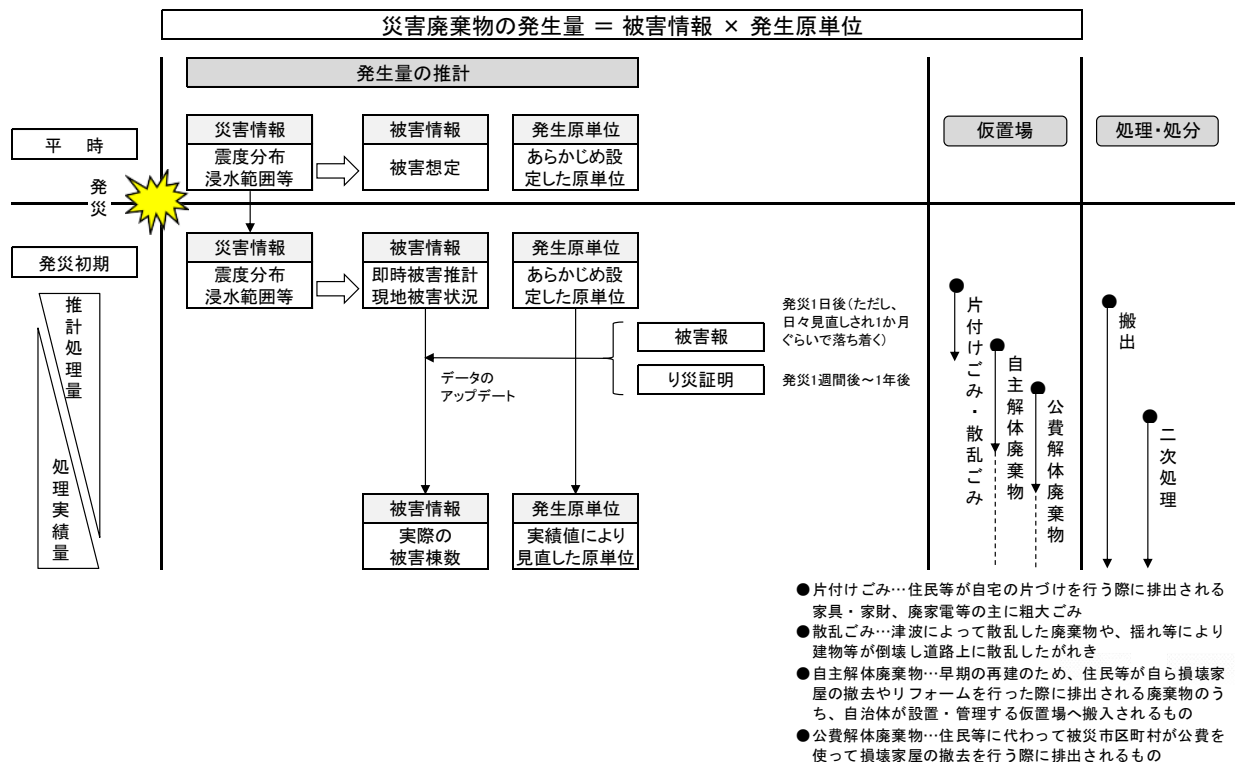 災害廃棄物の発生量 ＝ 被害情報 × 発生原単位
発生量の推計
仮置場
処理・処分
平　時
災害情報
震度分布
浸水範囲等
被害情報
被害想定
発生原単位
あらかじめ設
定した原単位
発災
発災初期
災害情報
震度分布
浸水範囲等
被害情報
即時被害推計
現地被害状況
発生原単位
あらかじめ設
定した原単位
推計処理量
処理実績量
被害報
発災1日後（ただし、
日々見直しされ1か月
ぐらいで落ち着く）
り災証明
発災1週間後～1年後
データの
アップデート
被害情報
実際の
被害棟数
発生原単位
実績値により
見直した原単位
片付けごみ・散乱ごみ
自主解体廃棄物
公費解体廃棄物
搬出
二次処理
●片付けごみ…住民等が自宅の片づけを行う際に排出される
家具・家財、廃家電等の主に粗大ごみ
●散乱ごみ…津波によって散乱した廃棄物や、揺れ等により
建物等が倒壊し道路上に散乱したがれき
●自主解体廃棄物…早期の再建のため、住民等が自ら損壊家
屋の撤去やリフォームを行った際に排出される廃棄物のう
ち、自治体が設置・管理する仮置場へ搬入されるもの
●公費解体廃棄物…住民等に代わって被災市区町村が公費を
使って損壊家屋の撤去を行う際に排出されるもの